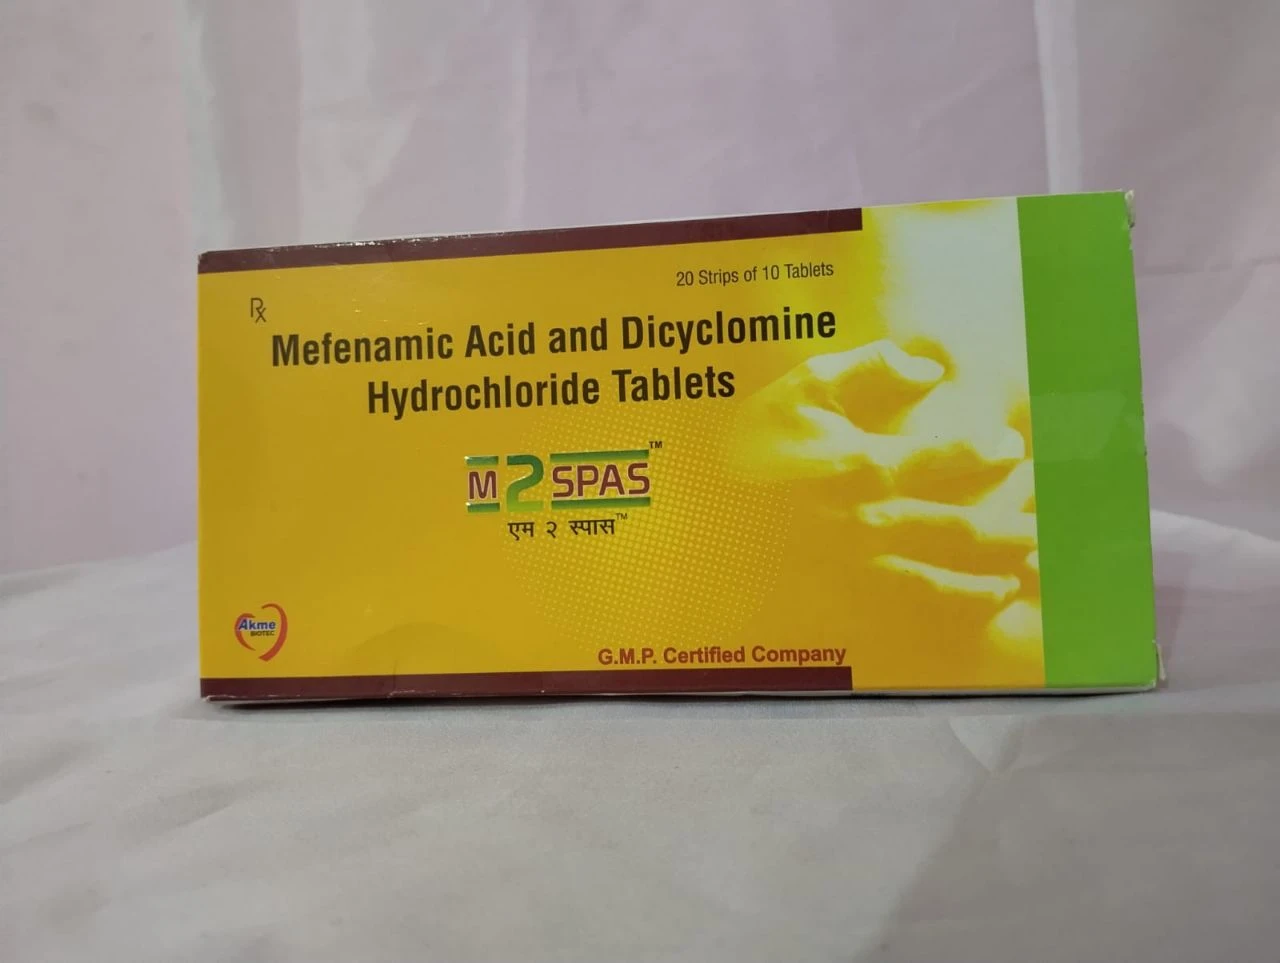 20 Strips of 10 Tablets
Rx
Mefenamic Acid and Dicyclomine
Hydrochloride Tablets
M2SPAS™
एम २ स्पास™
Akme
BIOTEC
G.M.P. Certified Company